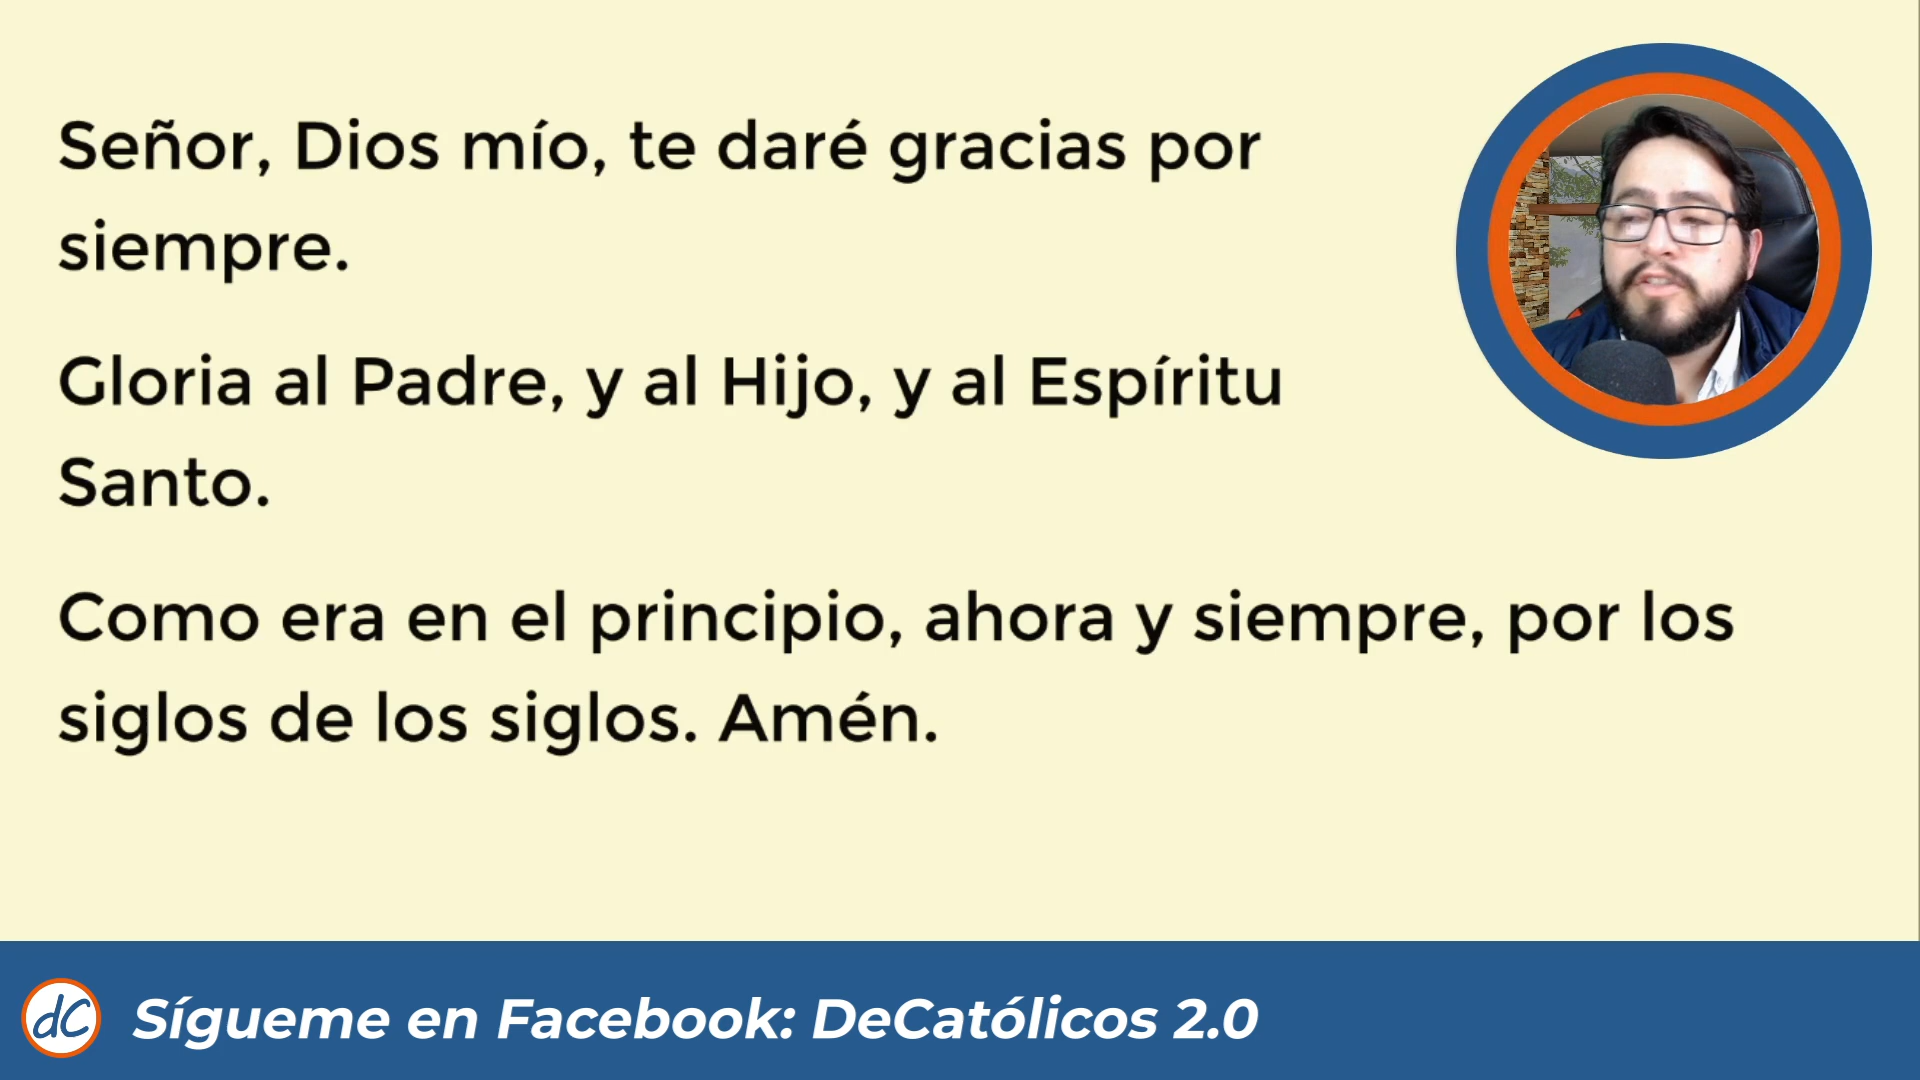 Señor, Dios mío, te daré gracias por
siempre.
Gloria al Padre, y al Hijo, y al Espíritu
Santo.
Como era en el principio, ahora y siempre, por los
siglos de los siglos. Amén.
dC
Sígueme en Facebook: DeCatólicos 2.0